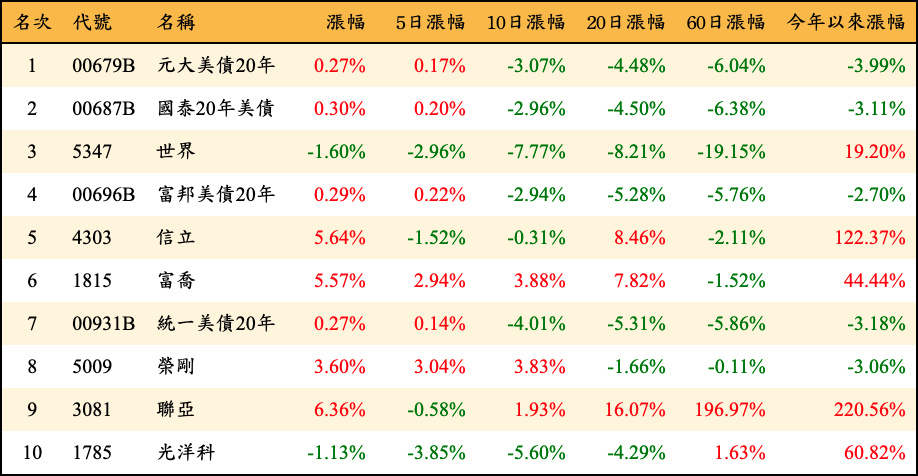 名次 代號 名稱 漲幅 5日漲幅 10日漲幅 20日漲幅 60日漲幅 今年以來漲幅
1 00679B 元大美債20年 0.27% 0.17% -3.07% -4.48% -6.04% -3.99%
2 00687B 國泰20年美債 0.30% 0.20% -2.96% -4.50% -6.38% -3.11%
3 5347 世界 -1.60% -2.96% -7.77% -8.21% -19.15% 19.20%
4 00696B 富邦美債20年 0.29% 0.22% -2.94% -5.28% -5.76% -2.70%
5 4303 信立 5.64% -1.52% -0.31% 8.46% -2.11% 122.37%
6 1815 富喬 5.57% 2.94% 3.88% 7.82% -1.52% 44.44%
7 00931B 統一美債20年 0.27% 0.14% -4.01% -5.31% -5.86% -3.18%
8 5009 榮剛 3.60% 3.04% 3.83% -1.66% -0.11% -3.06%
9 3081 聯亞 6.36% -0.58% 1.93% 16.07% 196.97% 220.56%
10 1785 光洋科 -1.13% -3.85% -5.60% -4.29% 1.63% 60.82%